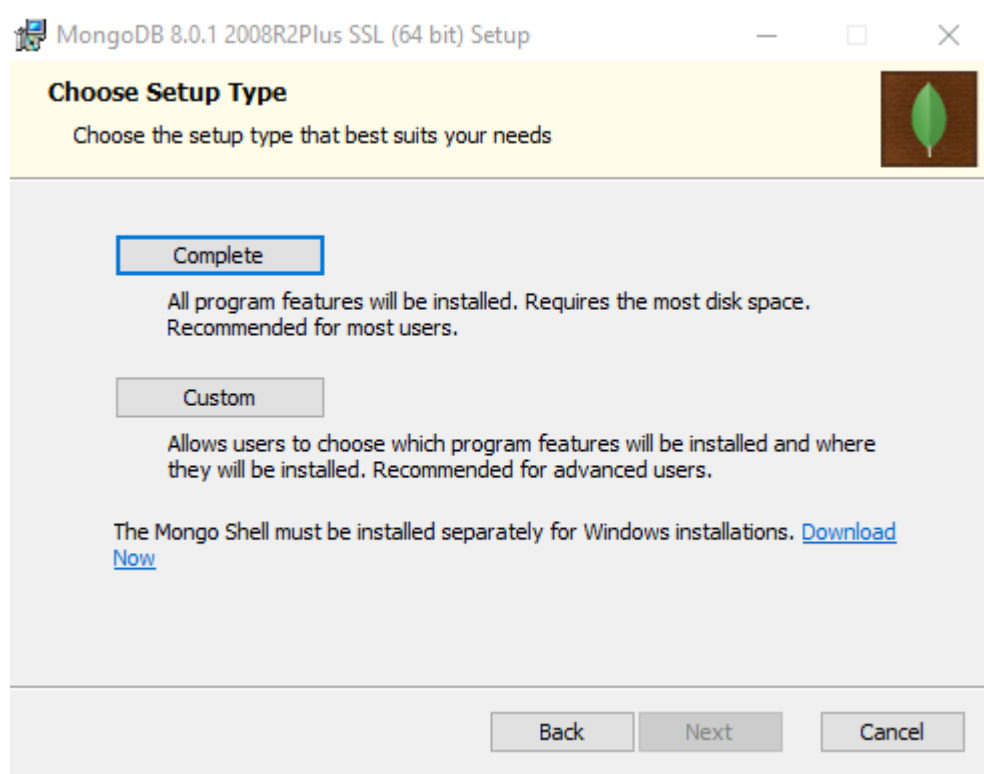 MongoDB 8.0.1 2008R2Plus SSL (64 bit) Setup
Choose Setup Type
Choose the setup type that best suits your needs
Complete
All program features will be installed. Requires the most disk space.
Recommended for most users.
Custom
Allows users to choose which program features will be installed and where
they will be installed. Recommended for advanced users.
The Mongo Shell must be installed separately for Windows installations. Download
Now
Back Next Cancel